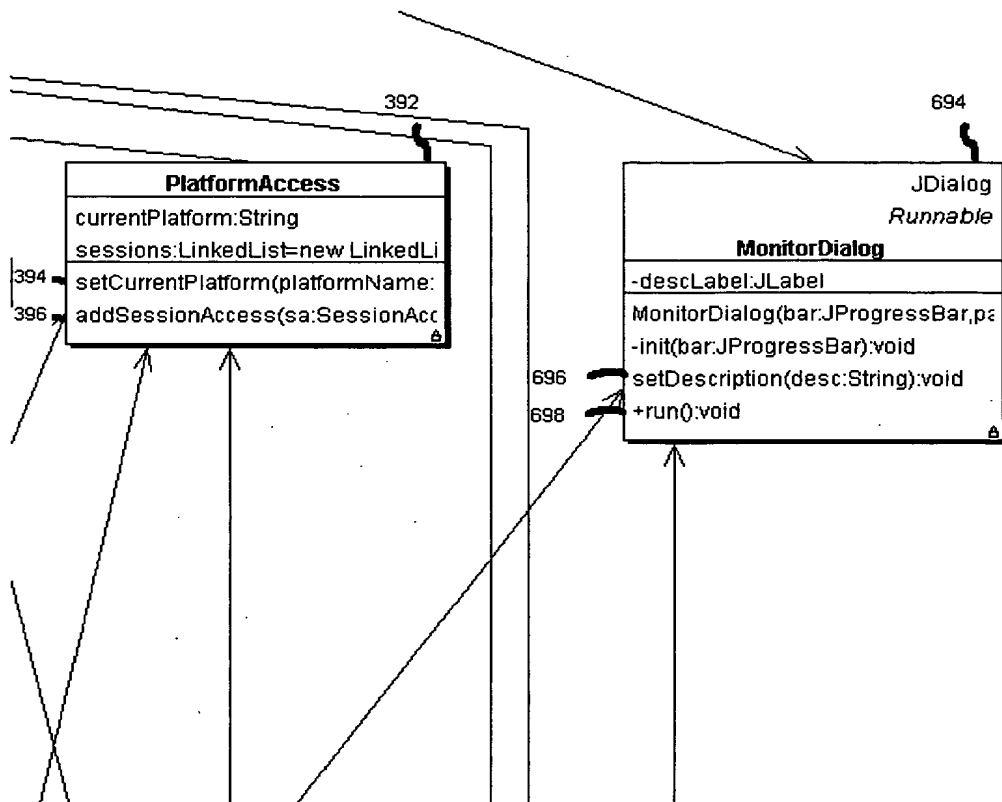 392
PlatformAccess
currentPlatform:String
sessions:LinkedList=new LinkedLi
394
setCurrentPlatform(platformName:
396
addSessionAccess(sa:SessionAcc
694
JDialog
Runnable
MonitorDialog
-descLabel:JLabel
MonitorDialog(bar:JProgressBar,pa
-init(bar:JProgressBar):void
696
setDescription(desc:String):void
698
+run():void